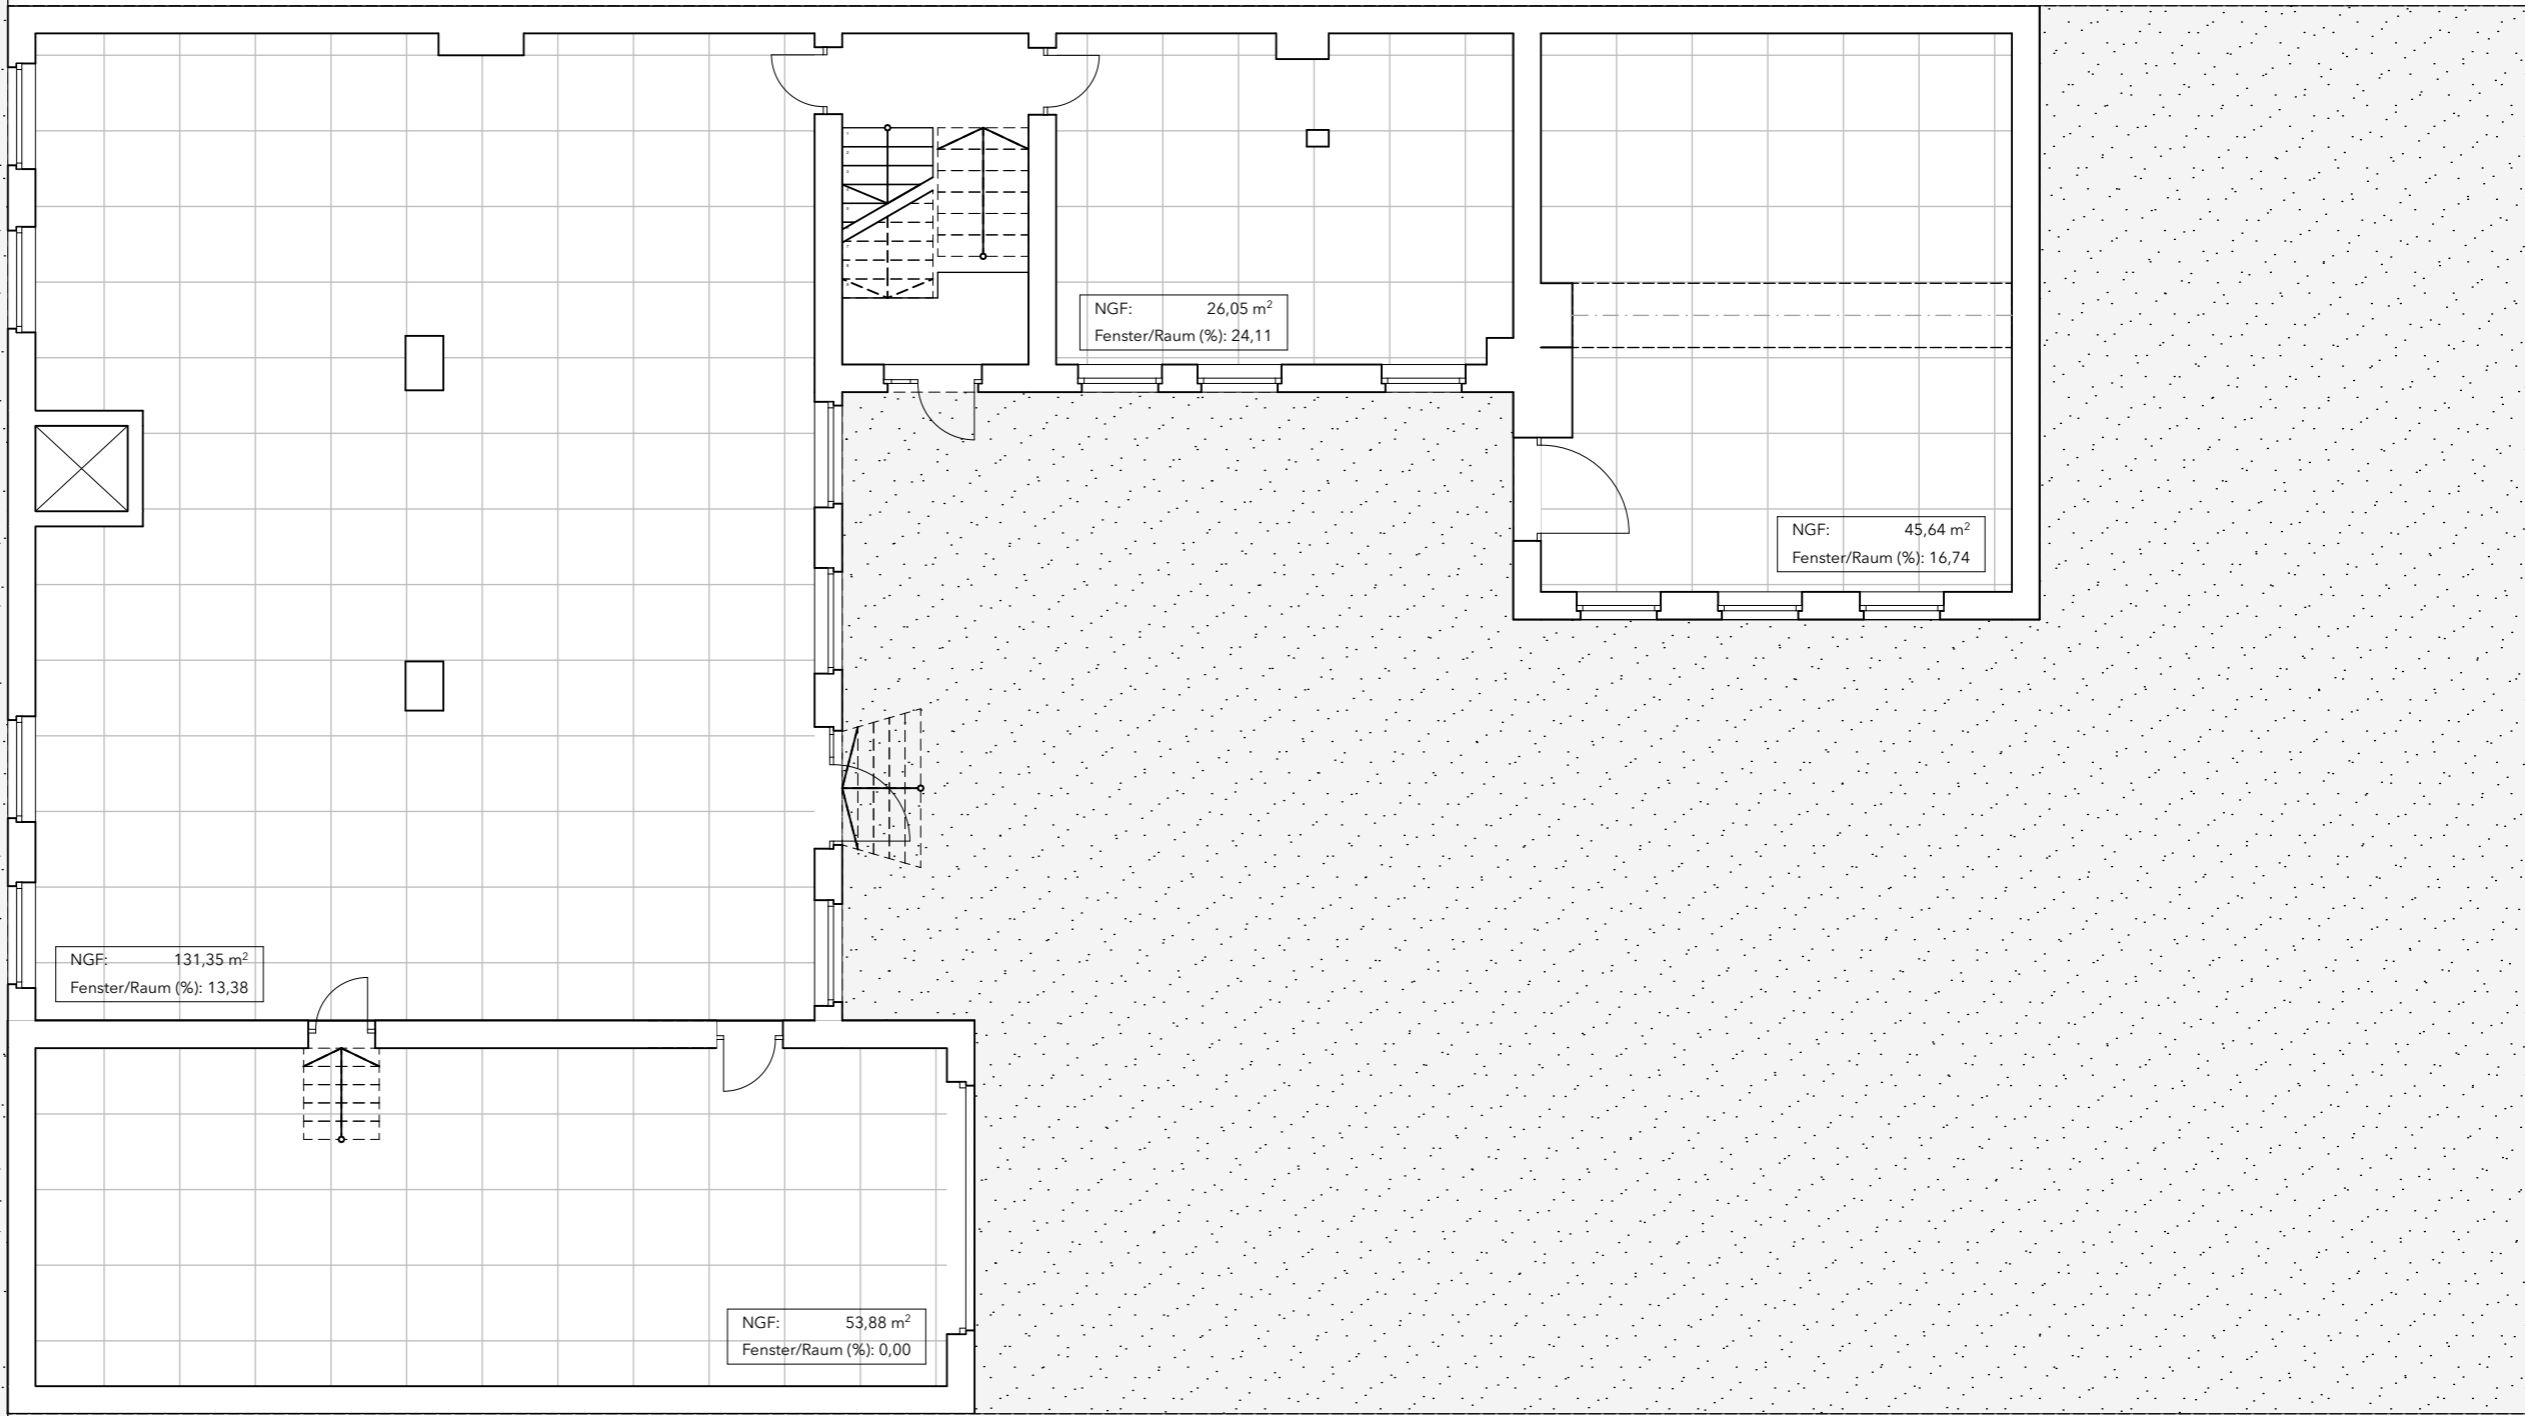 NGF: 26,05 m²
Fenster/Raum (%): 24,11
NGF: 45,64 m²
Fenster/Raum (%): 16,74
NGF: 131,35 m²
Fenster/Raum (%): 13,38
NGF: 53,88 m²
Fenster/Raum (%): 0,00